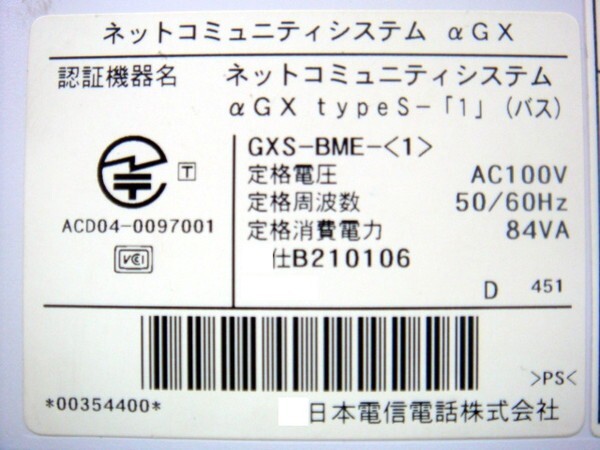 ネットコミュニティシステム αGX
認証機器名 ネットコミュニティシステム
αGX typeS-「1」(バス)
GXS-BME-<1>
定格電圧 AC100V
定格周波数 50/60Hz
定格消費電力 84VA
仕B210106
T
ACD04-0097001
VCI
D 451
>PS<
*00354400*
日本電信電話株式会社